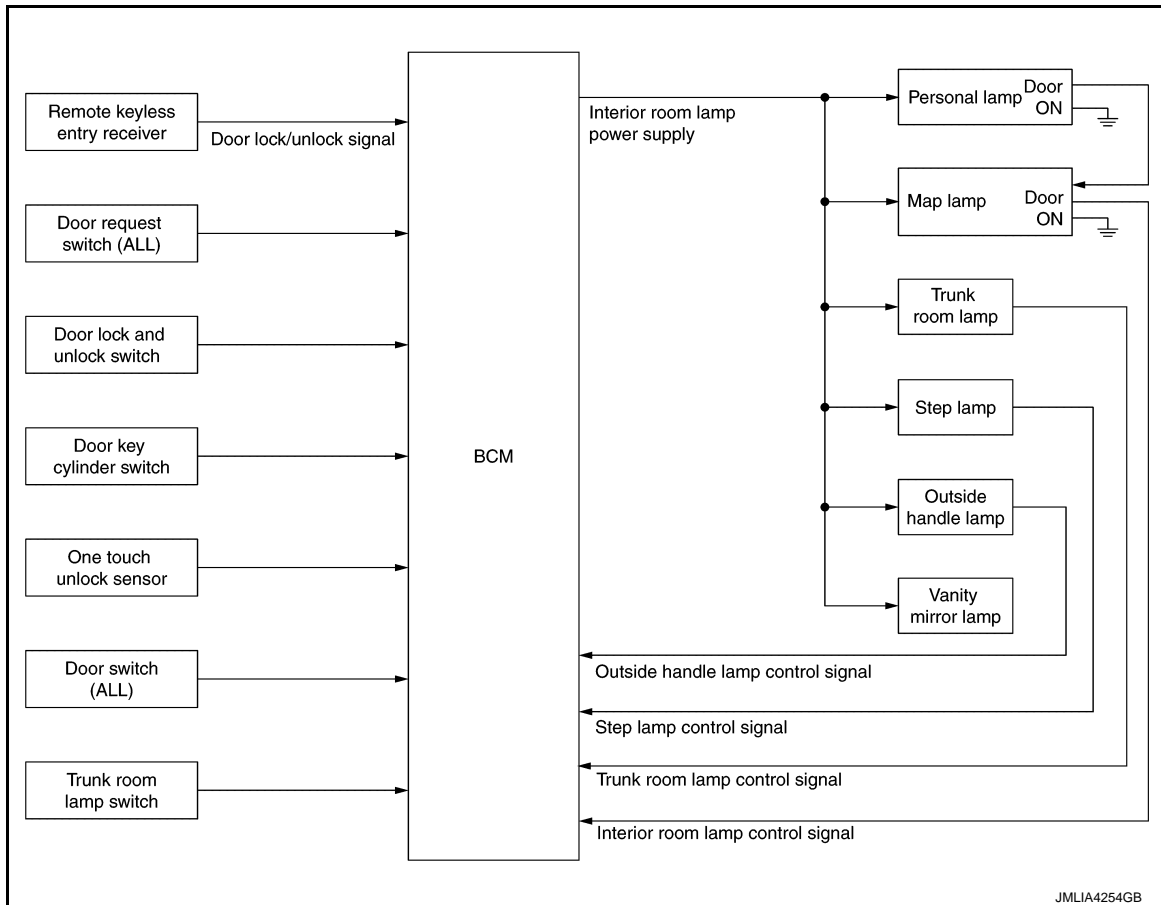 Remote keyless
entry receiver
Door lock/unlock signal
Door request
switch (ALL)
Door lock and
unlock switch
Door key
cylinder switch
One touch
unlock sensor
Door switch
(ALL)
Trunk room
lamp switch
BCM
Interior room lamp
power supply
Personal lamp
Door
ON
Map lamp
Door
ON
Trunk
room lamp
Step lamp
Outside
handle lamp
Vanity
mirror lamp
Outside handle lamp control signal
Step lamp control signal
Trunk room lamp control signal
Interior room lamp control signal
JMLIA4254GB